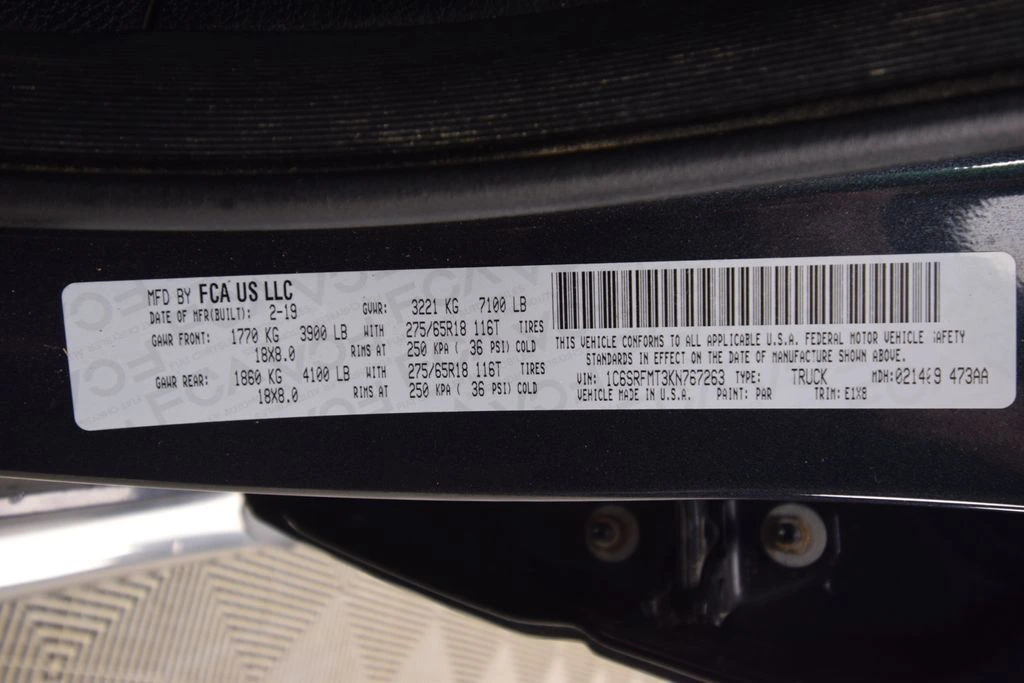 MFD BY FCA US LLC
DATE OF MFR(BUILT): 2-19 GVWR: 3221 KG 7100 LB
GAWR FRONT: 1770 KG 3900 LB WITH 275/65R18 116T TIRES
18X8.0 RIMS AT 250 KPA ( 36 PSI) COLD
GAWR REAR: 1860 KG 4100 LB WITH 275/65R18 116T TIRES
18X8.0 RIMS AT 250 KPA ( 36 PSI) COLD
THIS VEHICLE CONFORMS TO ALL APPLICABLE U.S.A. FEDERAL MOTOR VEHICLE SAFETY
STANDARDS IN EFFECT ON THE DATE OF MANUFACTURE SHOWN ABOVE.
VIN: 1C6SRFMT3KN767263 TYPE: TRUCK MDH: 473AA
VEHICLE MADE IN U.S.A. PAINT: PAR TRIM: E1X8